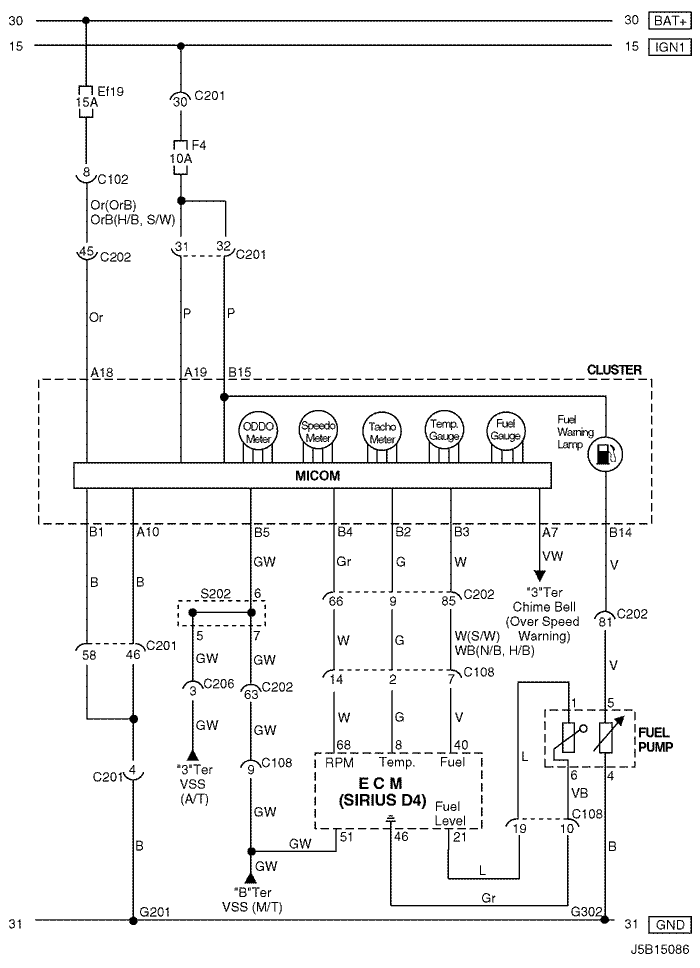 30 30 BAT+
15 15 IGN1
Ef19
15A
30 C201
F4
10A
8
C102
Or(OrB)
OrB(H/B, S/W)
45 C202
31 32 C201
Or P P
A18 A19 B15
CLUSTER
ODDO
Meter
Speedo
Meter
Tacho
Meter
Temp.
Gauge
Fuel
Gauge
Fuel
Warning
Lamp
MICOM
B1 A10 B5 B4 B2 B3 A7 B14
B B GW Gr G W VW V
"3"Ter
Chime Bell
(Over Speed
Warning)
S202 6
66 9 85 C202
81 C202
5 7
58 46 C201
GW GW
W G W(S/W)
WB(N/B, H/B)
V
3 C206 63 C202
14 2 7 C108
GW GW
W G V
1 5
FUEL
PUMP
"3"Ter
VSS
(A/T)
9 C108
68 8 40
RPM Temp. Fuel
E C M
(SIRIUS D4)
Fuel
Level
L
6 4
VB
C201 4
GW
19 10 C108
B
GW 51 46 21
B
GW
L
"B"Ter
VSS (M/T)
Gr
31 G201 G302 31 GND
J5B15086